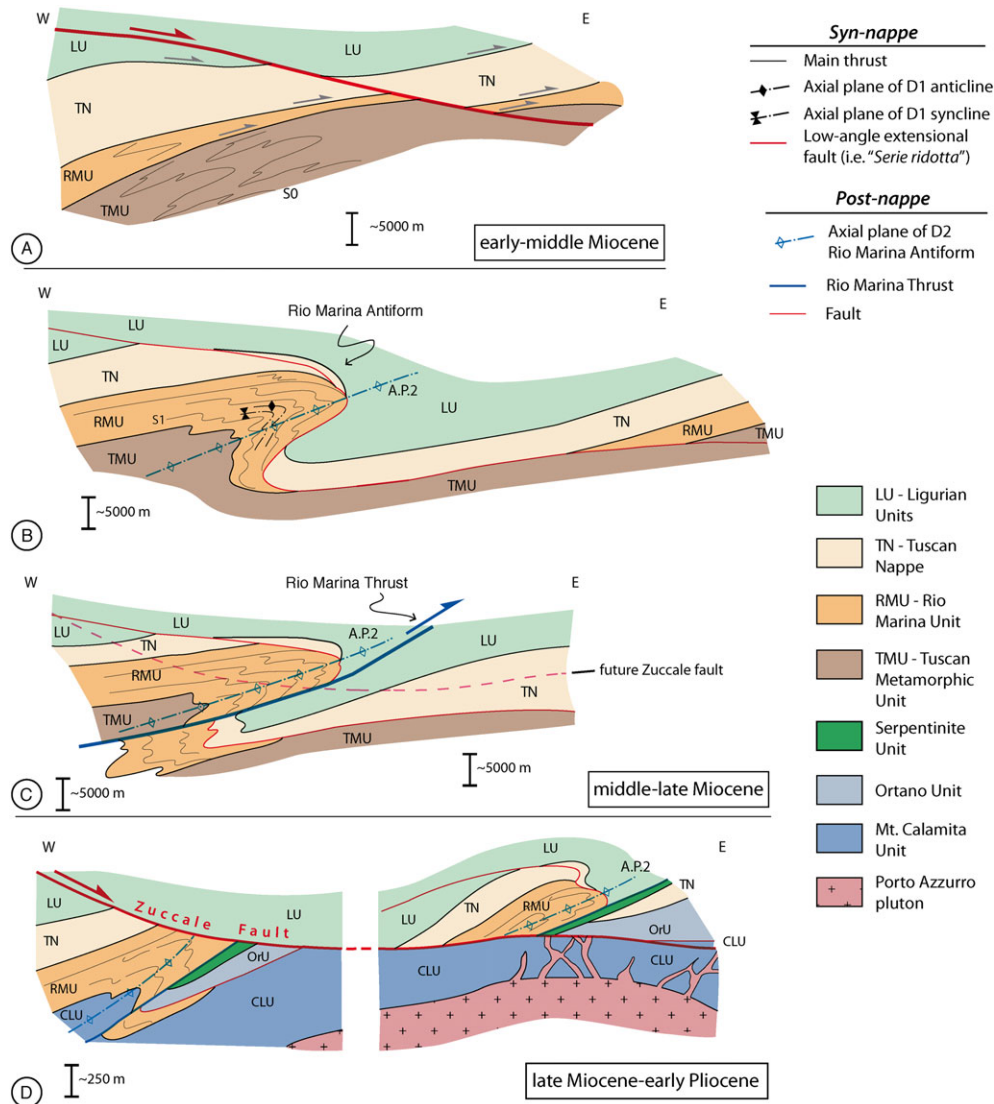 W
E
LU
LU
TN
TN
RMU
TMU
S0
~5000 m
A
early-middle Miocene
Syn-nappe
Main thrust
Axial plane of D1 anticline
Axial plane of D1 syncline
Low-angle extensional
fault (i.e. "Serie ridotta")
Post-nappe
Axial plane of D2
Rio Marina Antiform
Rio Marina Thrust
Fault
W
E
Rio Marina Antiform
LU
LU
TN
A.P.2
LU
RMU
S1
TMU
TN
RMU
TMU
TMU
~5000 m
B
W
E
Rio Marina Thrust
LU
LU
TN
A.P.2
LU
RMU
future Zuccale fault
TN
TMU
TMU
~5000 m
~5000 m
C
middle-late Miocene
W
E
LU
LU
Zuccale Fault
LU
TN
OrU
RMU
CLU
CLU
LU
A.P.2
LU
TN
RMU
TN
OrU
CLU
CLU
~250 m
D
late Miocene-early Pliocene
LU - Ligurian
Units
TN - Tuscan
Nappe
RMU - Rio
Marina Unit
TMU - Tuscan
Metamorphic
Unit
Serpentinite
Unit
Ortano Unit
Mt. Calamita
Unit
Porto Azzurro
pluton